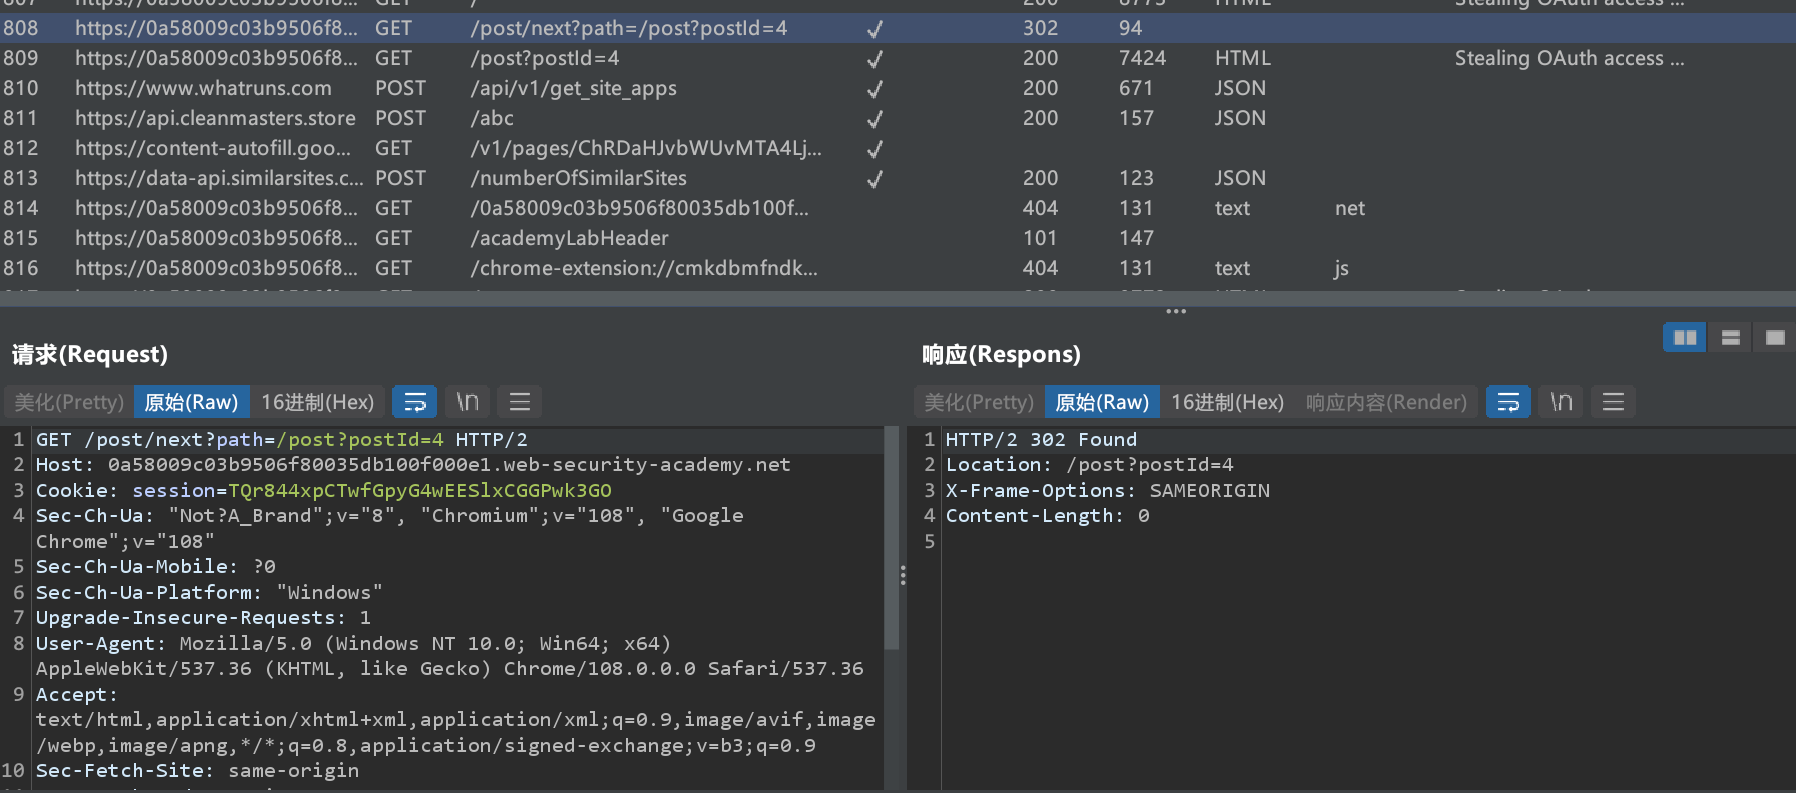 807 https://0a58009c03b9506f8... GET / 200 8773 HTML Stealing OAuth access ...
808 https://0a58009c03b9506f8... GET /post/next?path=/post?postId=4 ✓ 302 94
809 https://0a58009c03b9506f8... GET /post?postId=4 ✓ 200 7424 HTML Stealing OAuth access ...
810 https://www.whatruns.com POST /api/v1/get_site_apps ✓ 200 671 JSON
811 https://api.cleanmasters.store POST /abc ✓ 200 157 JSON
812 https://content-autofill.goo... GET /v1/pages/ChRDaHJvbWUvMTA4Lj... ✓
813 https://data-api.similarsites.c... POST /numberOfSimilarSites ✓ 200 123 JSON
814 https://0a58009c03b9506f8... GET /0a58009c03b9506f80035db100f... 404 131 text net
815 https://0a58009c03b9506f8... GET /academyLabHeader 101 147
816 https://0a58009c03b9506f8... GET /chrome-extension://cmkdbmfndk... 404 131 text js
请求(Request)
美化(Pretty) 原始(Raw) 16进制(Hex) \n
1 GET /post/next?path=/post?postId=4 HTTP/2
2 Host: 0a58009c03b9506f80035db100f000e1.web-security-academy.net
3 Cookie: session=TQr844xpCTwfGpyG4wEESlxCGGPwk3GO
4 Sec-Ch-Ua: "Not?A_Brand";v="8", "Chromium";v="108", "Google
Chrome";v="108"
5 Sec-Ch-Ua-Mobile: ?0
6 Sec-Ch-Ua-Platform: "Windows"
7 Upgrade-Insecure-Requests: 1
8 User-Agent: Mozilla/5.0 (Windows NT 10.0; Win64; x64)
AppleWebKit/537.36 (KHTML, like Gecko) Chrome/108.0.0.0 Safari/537.36
9 Accept:
text/html,application/xhtml+xml,application/xml;q=0.9,image/avif,image
/webp,image/apng,*/*;q=0.8,application/signed-exchange;v=b3;q=0.9
10 Sec-Fetch-Site: same-origin
响应(Respons)
美化(Pretty) 原始(Raw) 16进制(Hex) 响应内容(Render) \n
1 HTTP/2 302 Found
2 Location: /post?postId=4
3 X-Frame-Options: SAMEORIGIN
4 Content-Length: 0
5